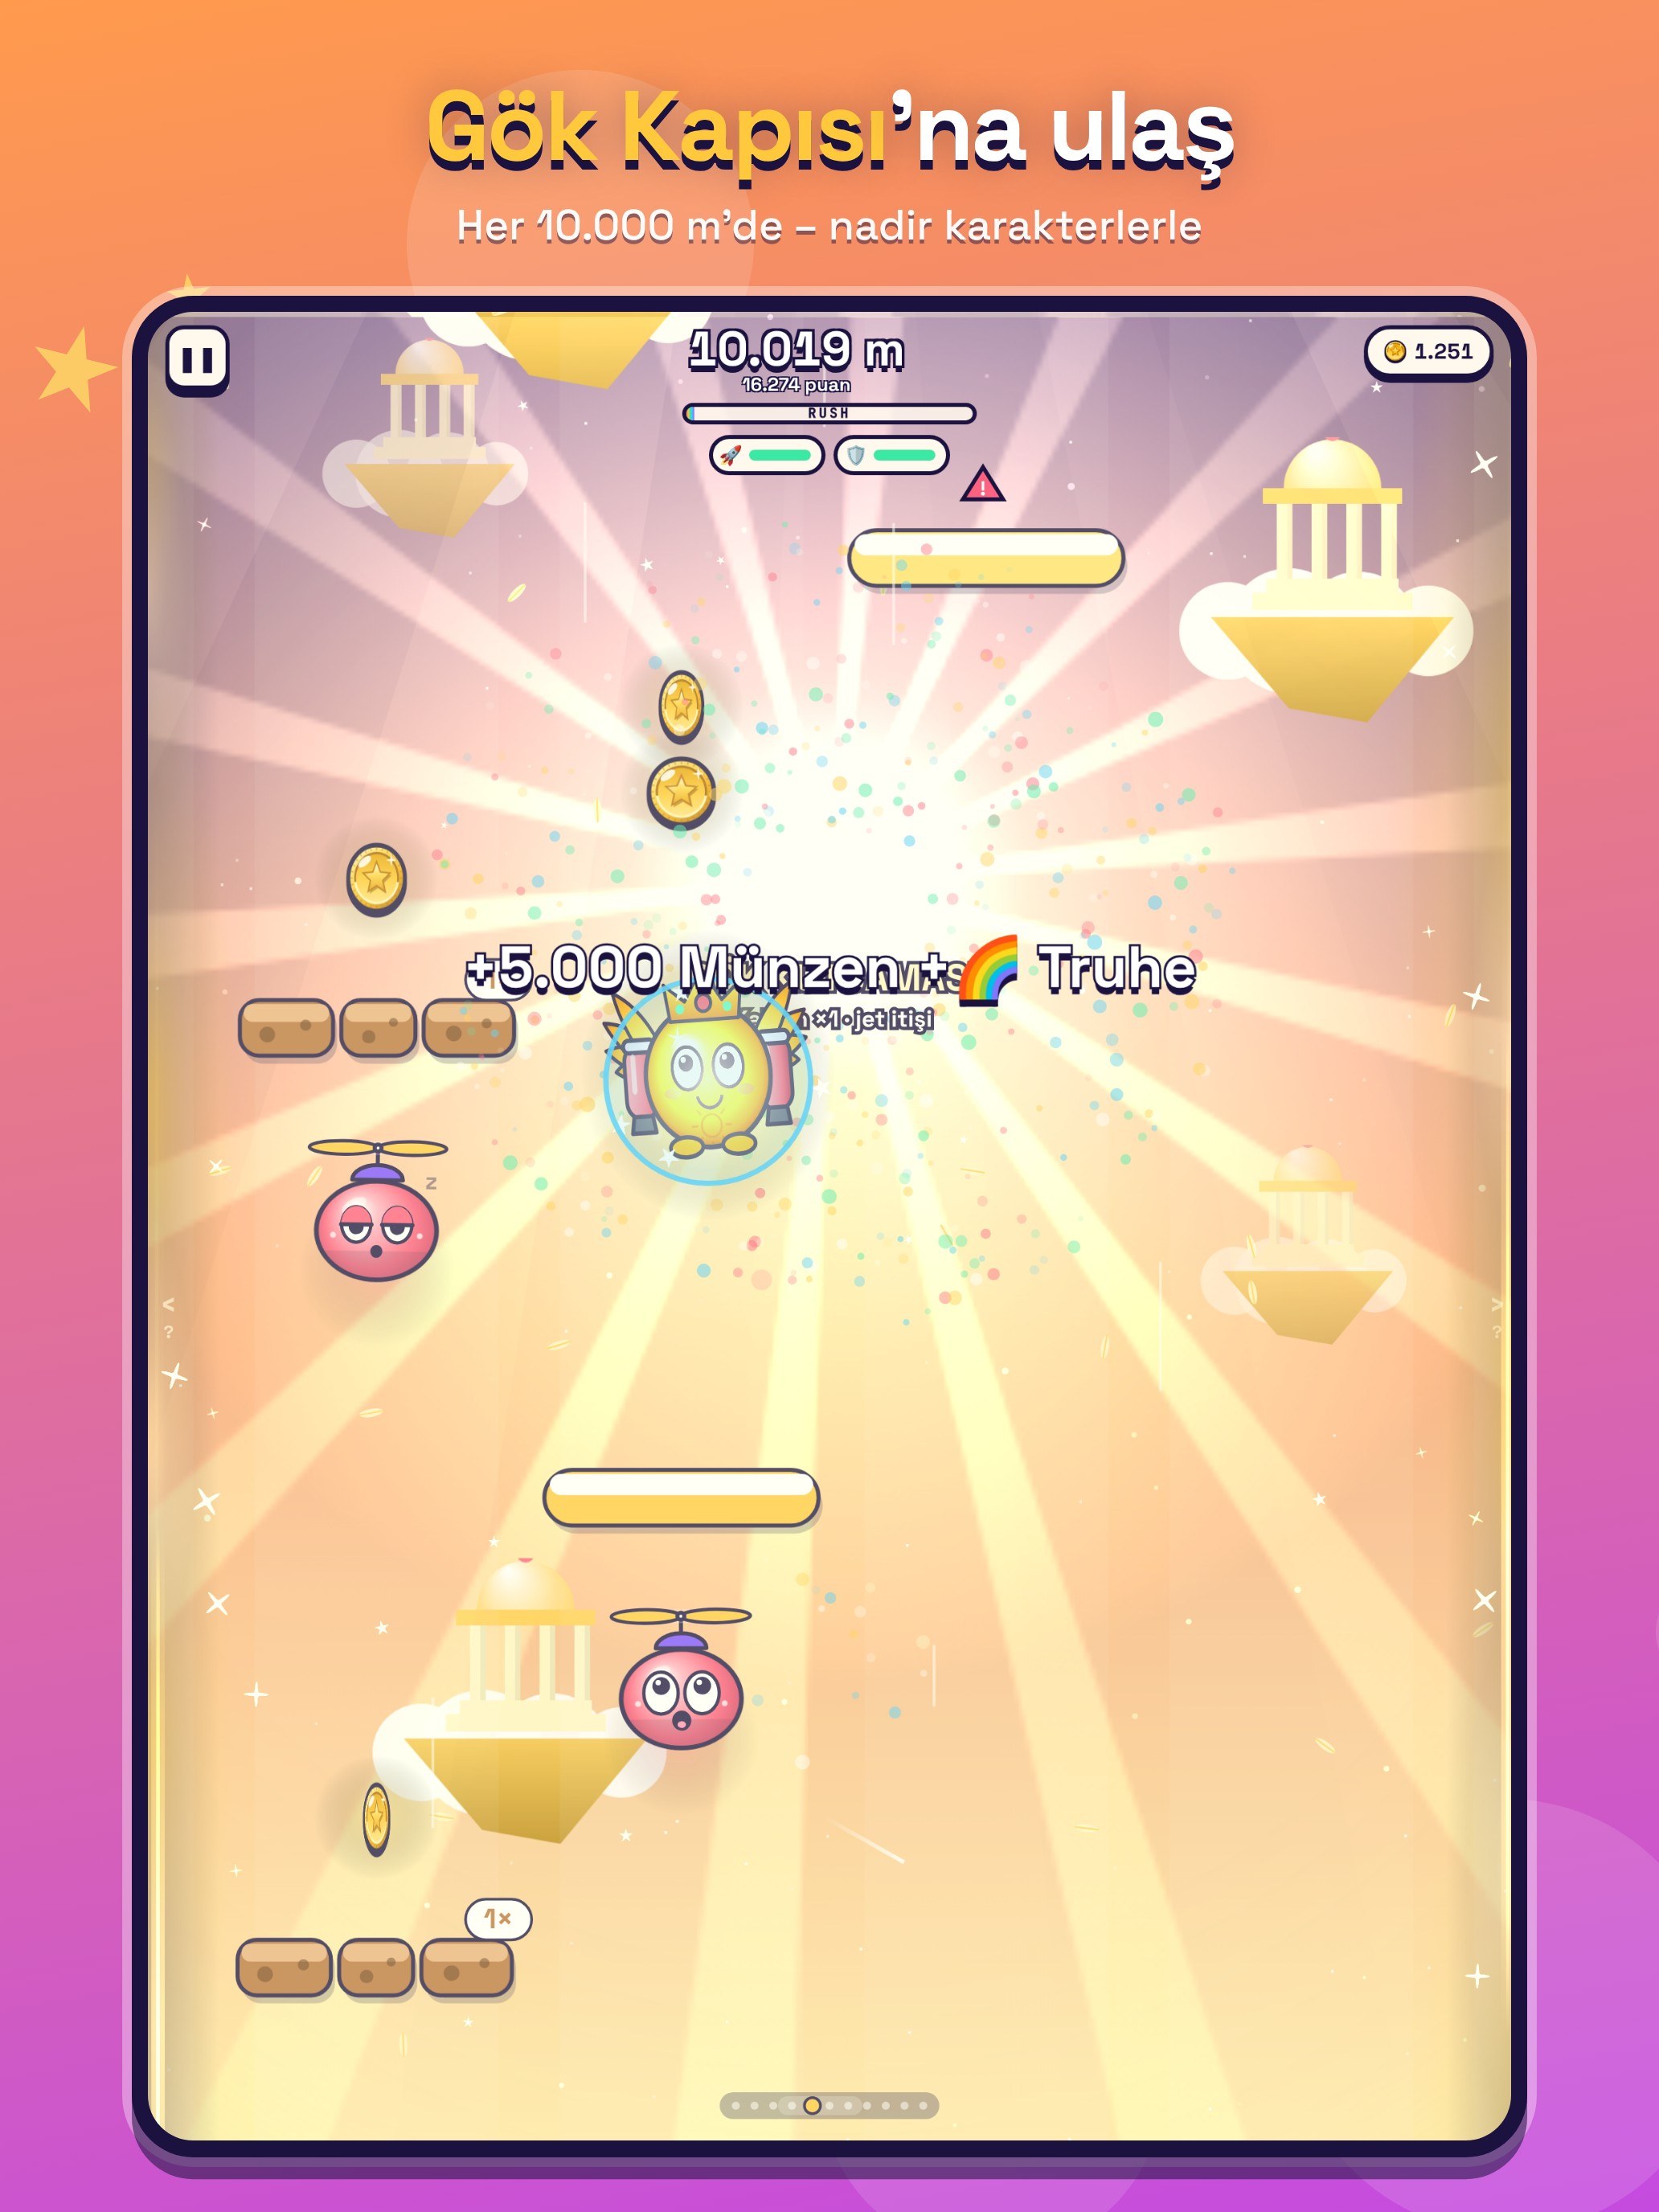 Gök Kapısı’na ulaş
Her 10.000 m’de – nadir karakterlerle
10.019 m
1.251
16.274 puan
RUSH
!
+5.000 Münzen +🌈 Truhe
×1 · jet itişi
z
<
>
?
?
1×